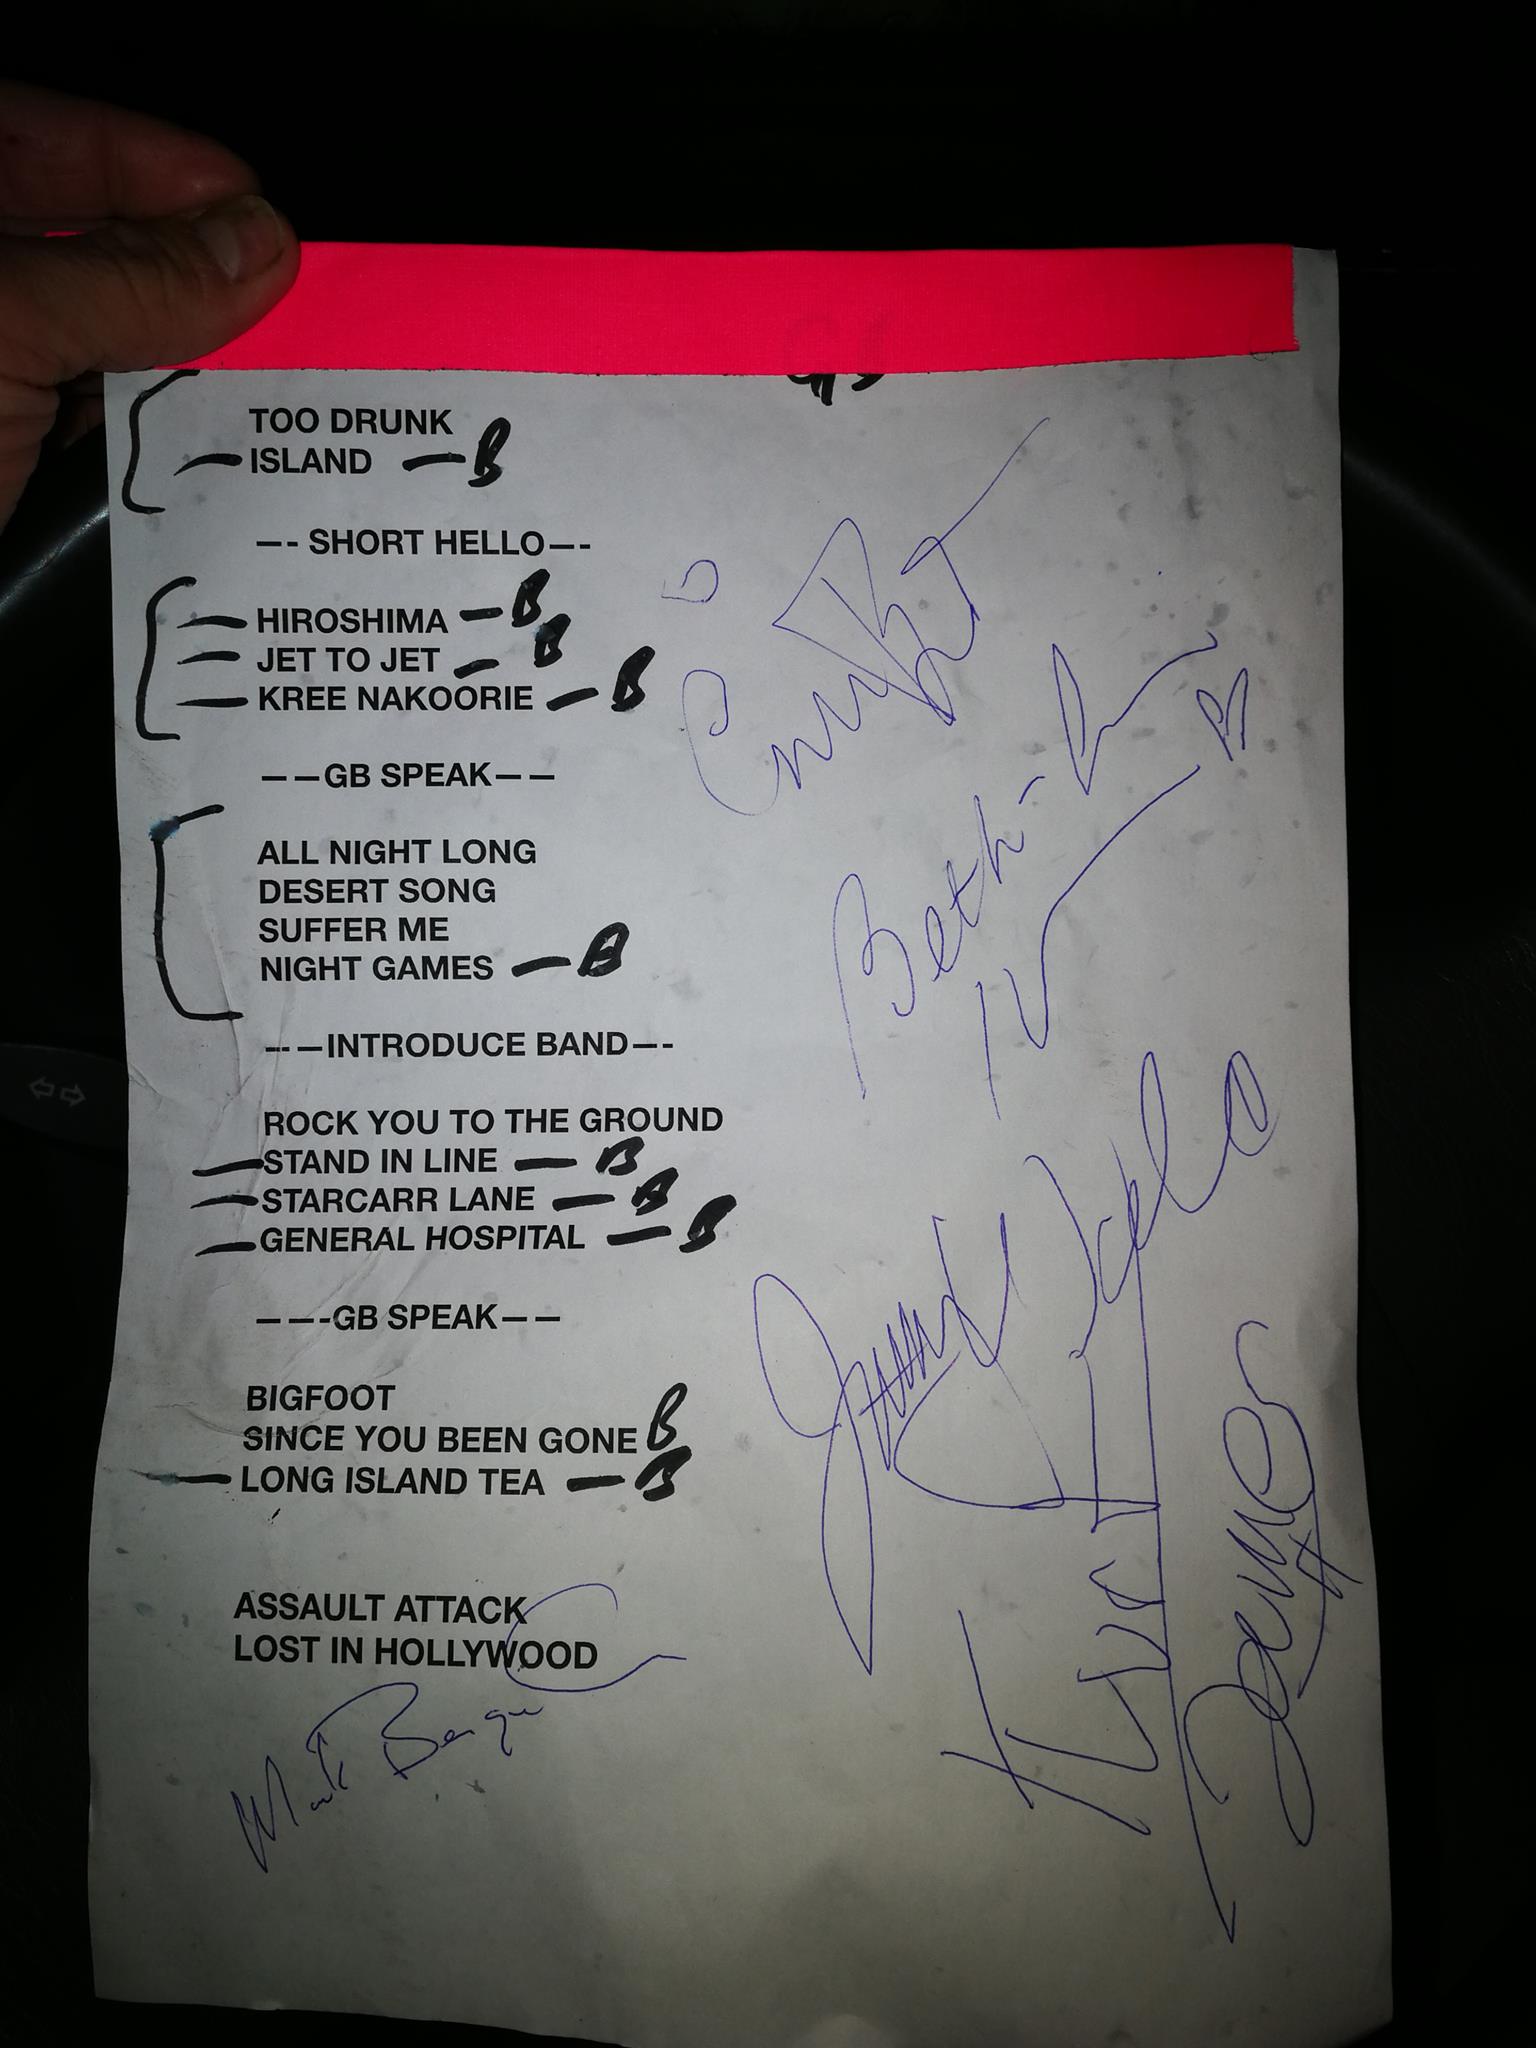 TOO DRUNK
ISLAND — B
—- SHORT HELLO—-
HIROSHIMA — B
JET TO JET — B
KREE NAKOORIE — B
——GB SPEAK——
ALL NIGHT LONG
DESERT SONG
SUFFER ME
NIGHT GAMES — B
-—INTRODUCE BAND—-
ROCK YOU TO THE GROUND
STAND IN LINE — B
STARCARR LANE — B
GENERAL HOSPITAL — B
——-GB SPEAK——
BIGFOOT
SINCE YOU BEEN GONE B
LONG ISLAND TEA — B
ASSAULT ATTACK
LOST IN HOLLYWOOD
Beth-